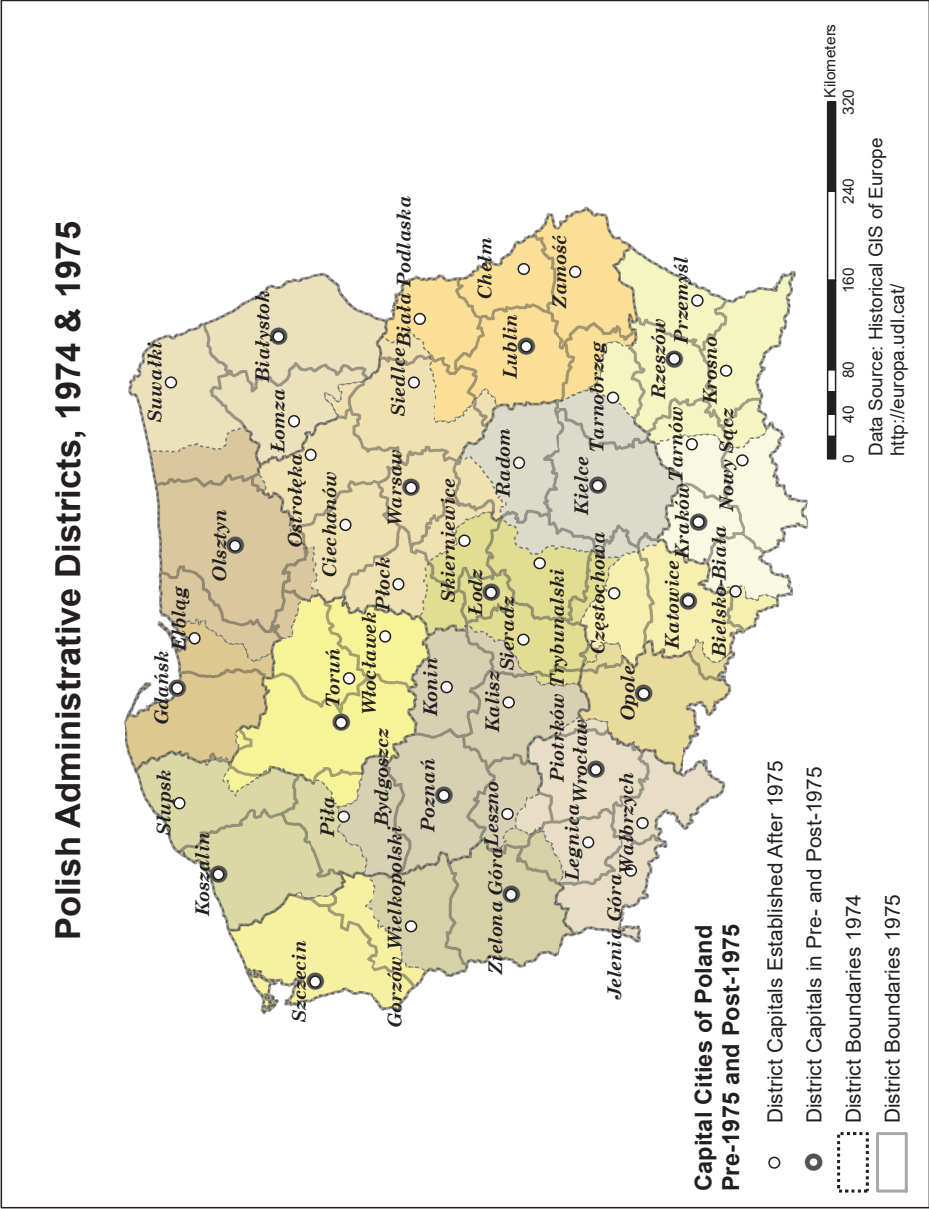 Polish Administrative Districts, 1974 & 1975
Suwałki
Białystok
Łomża
Słupsk
Gdańsk
Elbląg
Olsztyn
Koszalin
Ostrołęka
Ciechanów
Szczecin
Piła
Toruń
Włocławek
Płock
Warsaw
Siedlce
Biała Podlaska
Bydgoszcz
Gorzów Wielkopolski
Poznań
Konin
Skierniewice
Łodz
Zielona Góra
Leszno
Kalisz
Sieradz
Radom
Lublin
Chełm
Piotrków Trybunalski
Zamość
Legnica
Wrocław
Częstochowa
Kielce
Tarnobrzeg
Jelenia Góra
Wałbrzych
Opole
Katowice
Kraków
Tarnów
Rzeszów
Przemyśl
Bielsko-Biała
Nowy Sącz
Krosno
Capital Cities of Poland
Pre-1975 and Post-1975
District Capitals Established After 1975
District Capitals in Pre- and Post-1975
District Boundaries 1974
District Boundaries 1975
0 40 80 160 240 320
Kilometers
Data Source: Historical GIS of Europe
http://europa.udl.cat/